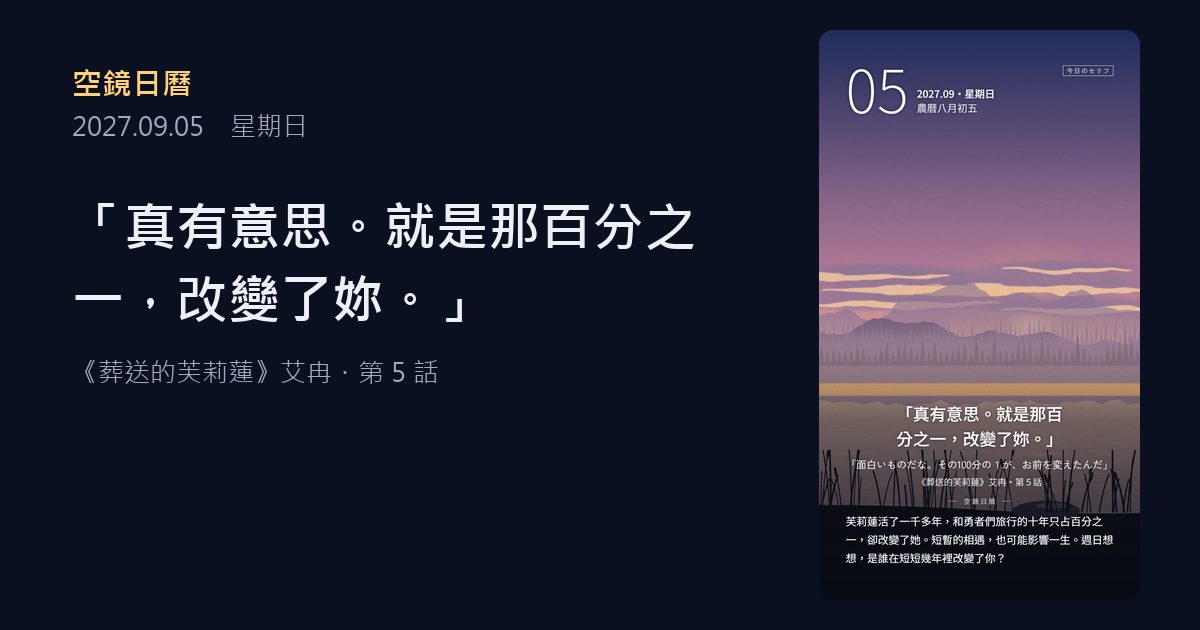 空鏡日曆
2027.09.05 星期日
「真有意思。就是那百分之
一,改變了妳。」
《葬送的芙莉蓮》艾冉・第 5 話
05
2027.09・星期日
農曆八月初五
今日のセリフ
「真有意思。就是那百
分之一,改變了妳。」
「面白いものだな。その100分の1が、お前を変えたんだ」
《葬送的芙莉蓮》艾冉・第 5 話
— 空鏡日曆 —
芙莉蓮活了一千多年,和勇者們旅行的十年只占百分之
一,卻改變了她。短暫的相遇,也可能影響一生。週日想
想,是誰在短短幾年裡改變了你?